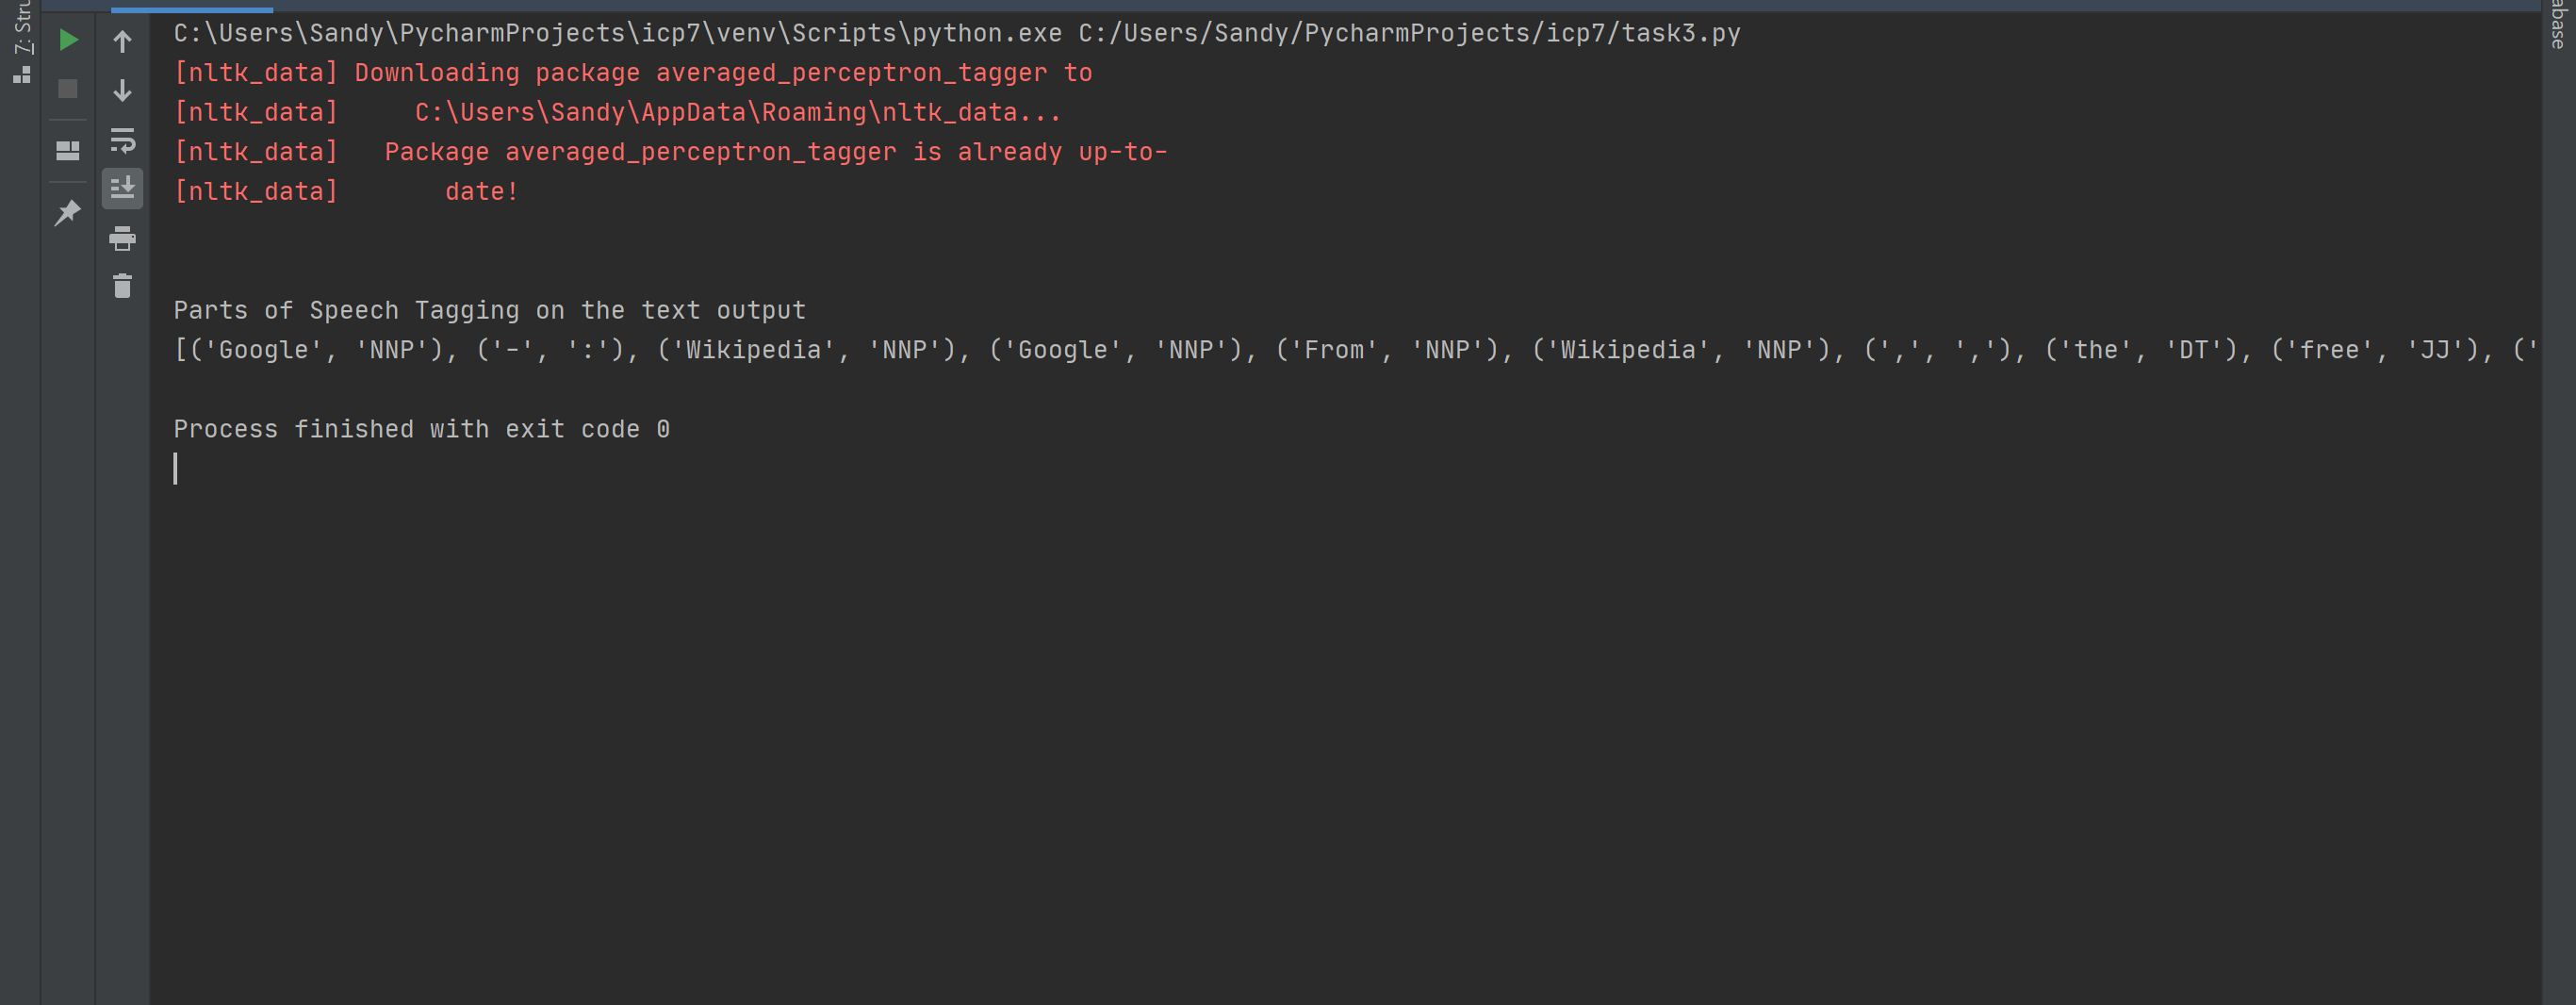 7: Stru
C:\Users\Sandy\PycharmProjects\icp7\venv\Scripts\python.exe C:/Users/Sandy/PycharmProjects/icp7/task3.py
[nltk_data] Downloading package averaged_perceptron_tagger to
[nltk_data]     C:\Users\Sandy\AppData\Roaming\nltk_data...
[nltk_data]   Package averaged_perceptron_tagger is already up-to-
[nltk_data]       date!
Parts of Speech Tagging on the text output
[('Google', 'NNP'), ('-', ':'), ('Wikipedia', 'NNP'), ('Google', 'NNP'), ('From', 'NNP'), ('Wikipedia', 'NNP'), (',', ','), ('the', 'DT'), ('free', 'JJ'), ('
Process finished with exit code 0
abase